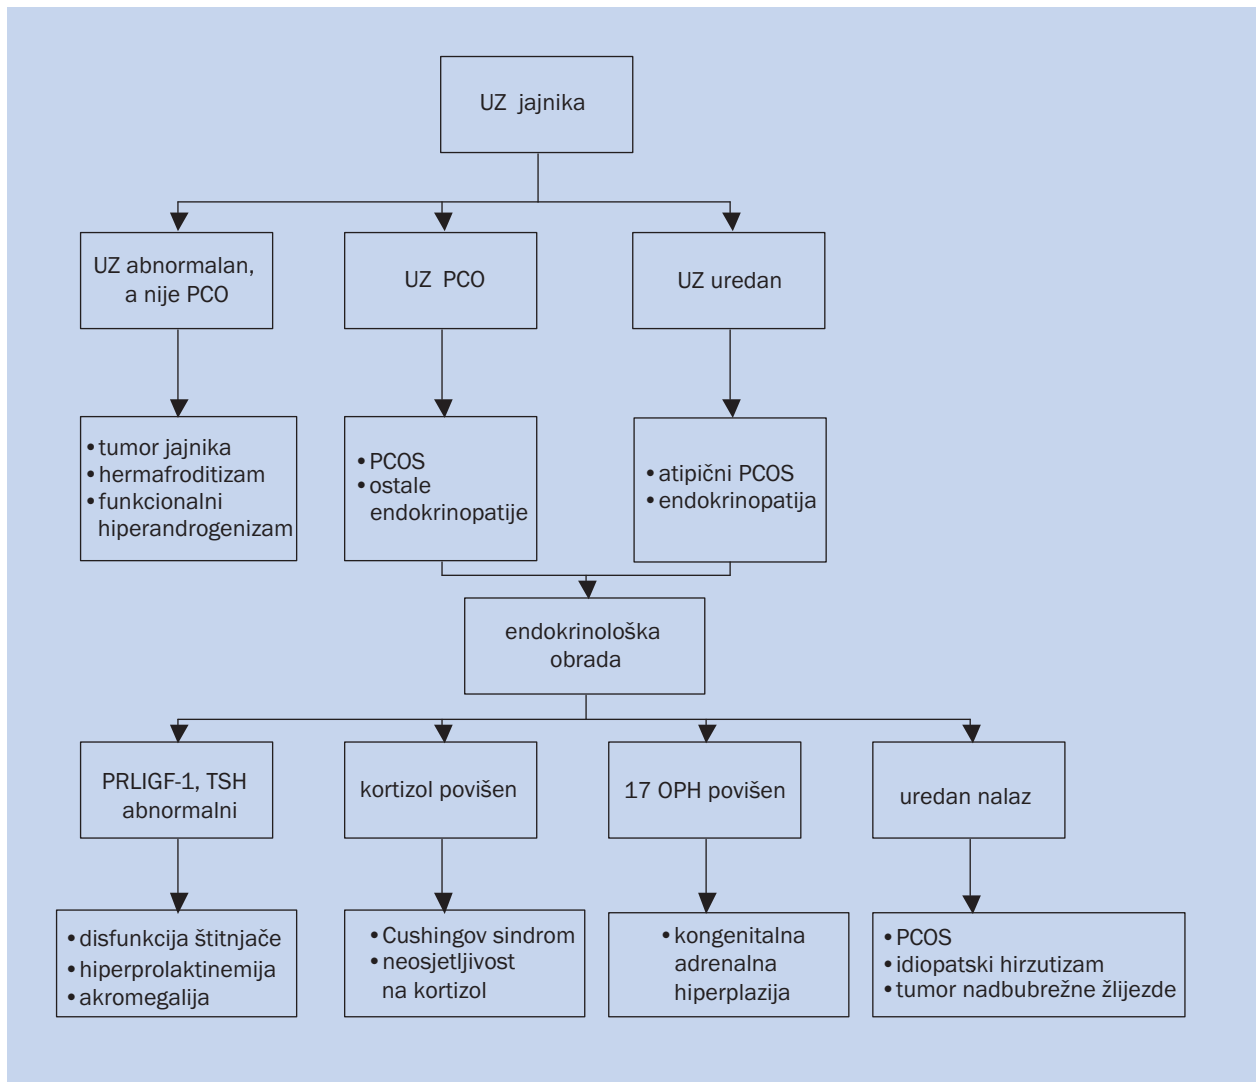 UZ jajnika
UZ abnormalan,
a nije PCO
UZ PCO
UZ uredan
• tumor jajnika
• hermafroditizam
• funkcionalni
hiperandrogenizam
• PCOS
• ostale
endokrinopatije
• atipični PCOS
• endokrinopatija
endokrinološka
obrada
PRLIGF-1, TSH
abnormalni
kortizol povišen
17 OPH povišen
uredan nalaz
• disfunkcija štitnjače
• hiperprolaktinemija
• akromegalija
• Cushingov sindrom
• neosjetljivost
na kortizol
• kongenitalna
adrenalna
hiperplazija
• PCOS
• idiopatski hirzutizam
• tumor nadbubrežne žlijezde